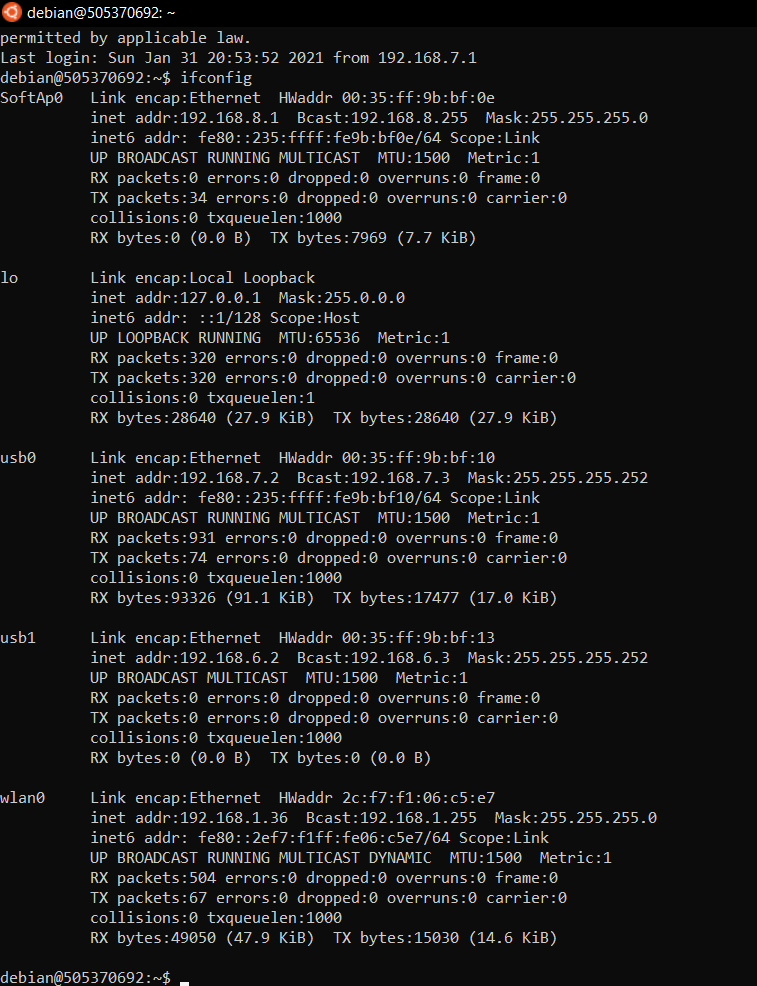 debian@505370692: ~
permitted by applicable law.
Last login: Sun Jan 31 20:53:52 2021 from 192.168.7.1
debian@505370692:~$ ifconfig
SoftAp0   Link encap:Ethernet  HWaddr 00:35:ff:9b:bf:0e
          inet addr:192.168.8.1  Bcast:192.168.8.255  Mask:255.255.255.0
          inet6 addr: fe80::235:ffff:fe9b:bf0e/64 Scope:Link
          UP BROADCAST RUNNING MULTICAST  MTU:1500  Metric:1
          RX packets:0 errors:0 dropped:0 overruns:0 frame:0
          TX packets:34 errors:0 dropped:0 overruns:0 carrier:0
          collisions:0 txqueuelen:1000
          RX bytes:0 (0.0 B)  TX bytes:7969 (7.7 KiB)

lo        Link encap:Local Loopback
          inet addr:127.0.0.1  Mask:255.0.0.0
          inet6 addr: ::1/128 Scope:Host
          UP LOOPBACK RUNNING  MTU:65536  Metric:1
          RX packets:320 errors:0 dropped:0 overruns:0 frame:0
          TX packets:320 errors:0 dropped:0 overruns:0 carrier:0
          collisions:0 txqueuelen:1
          RX bytes:28640 (27.9 KiB)  TX bytes:28640 (27.9 KiB)

usb0      Link encap:Ethernet  HWaddr 00:35:ff:9b:bf:10
          inet addr:192.168.7.2  Bcast:192.168.7.3  Mask:255.255.255.252
          inet6 addr: fe80::235:ffff:fe9b:bf10/64 Scope:Link
          UP BROADCAST RUNNING MULTICAST  MTU:1500  Metric:1
          RX packets:931 errors:0 dropped:0 overruns:0 frame:0
          TX packets:74 errors:0 dropped:0 overruns:0 carrier:0
          collisions:0 txqueuelen:1000
          RX bytes:93326 (91.1 KiB)  TX bytes:17477 (17.0 KiB)

usb1      Link encap:Ethernet  HWaddr 00:35:ff:9b:bf:13
          inet addr:192.168.6.2  Bcast:192.168.6.3  Mask:255.255.255.252
          UP BROADCAST MULTICAST  MTU:1500  Metric:1
          RX packets:0 errors:0 dropped:0 overruns:0 frame:0
          TX packets:0 errors:0 dropped:0 overruns:0 carrier:0
          collisions:0 txqueuelen:1000
          RX bytes:0 (0.0 B)  TX bytes:0 (0.0 B)

wlan0     Link encap:Ethernet  HWaddr 2c:f7:f1:06:c5:e7
          inet addr:192.168.1.36  Bcast:192.168.1.255  Mask:255.255.255.0
          inet6 addr: fe80::2ef7:f1ff:fe06:c5e7/64 Scope:Link
          UP BROADCAST RUNNING MULTICAST DYNAMIC  MTU:1500  Metric:1
          RX packets:504 errors:0 dropped:0 overruns:0 frame:0
          TX packets:67 errors:0 dropped:0 overruns:0 carrier:0
          collisions:0 txqueuelen:1000
          RX bytes:49050 (47.9 KiB)  TX bytes:15030 (14.6 KiB)

debian@505370692:~$